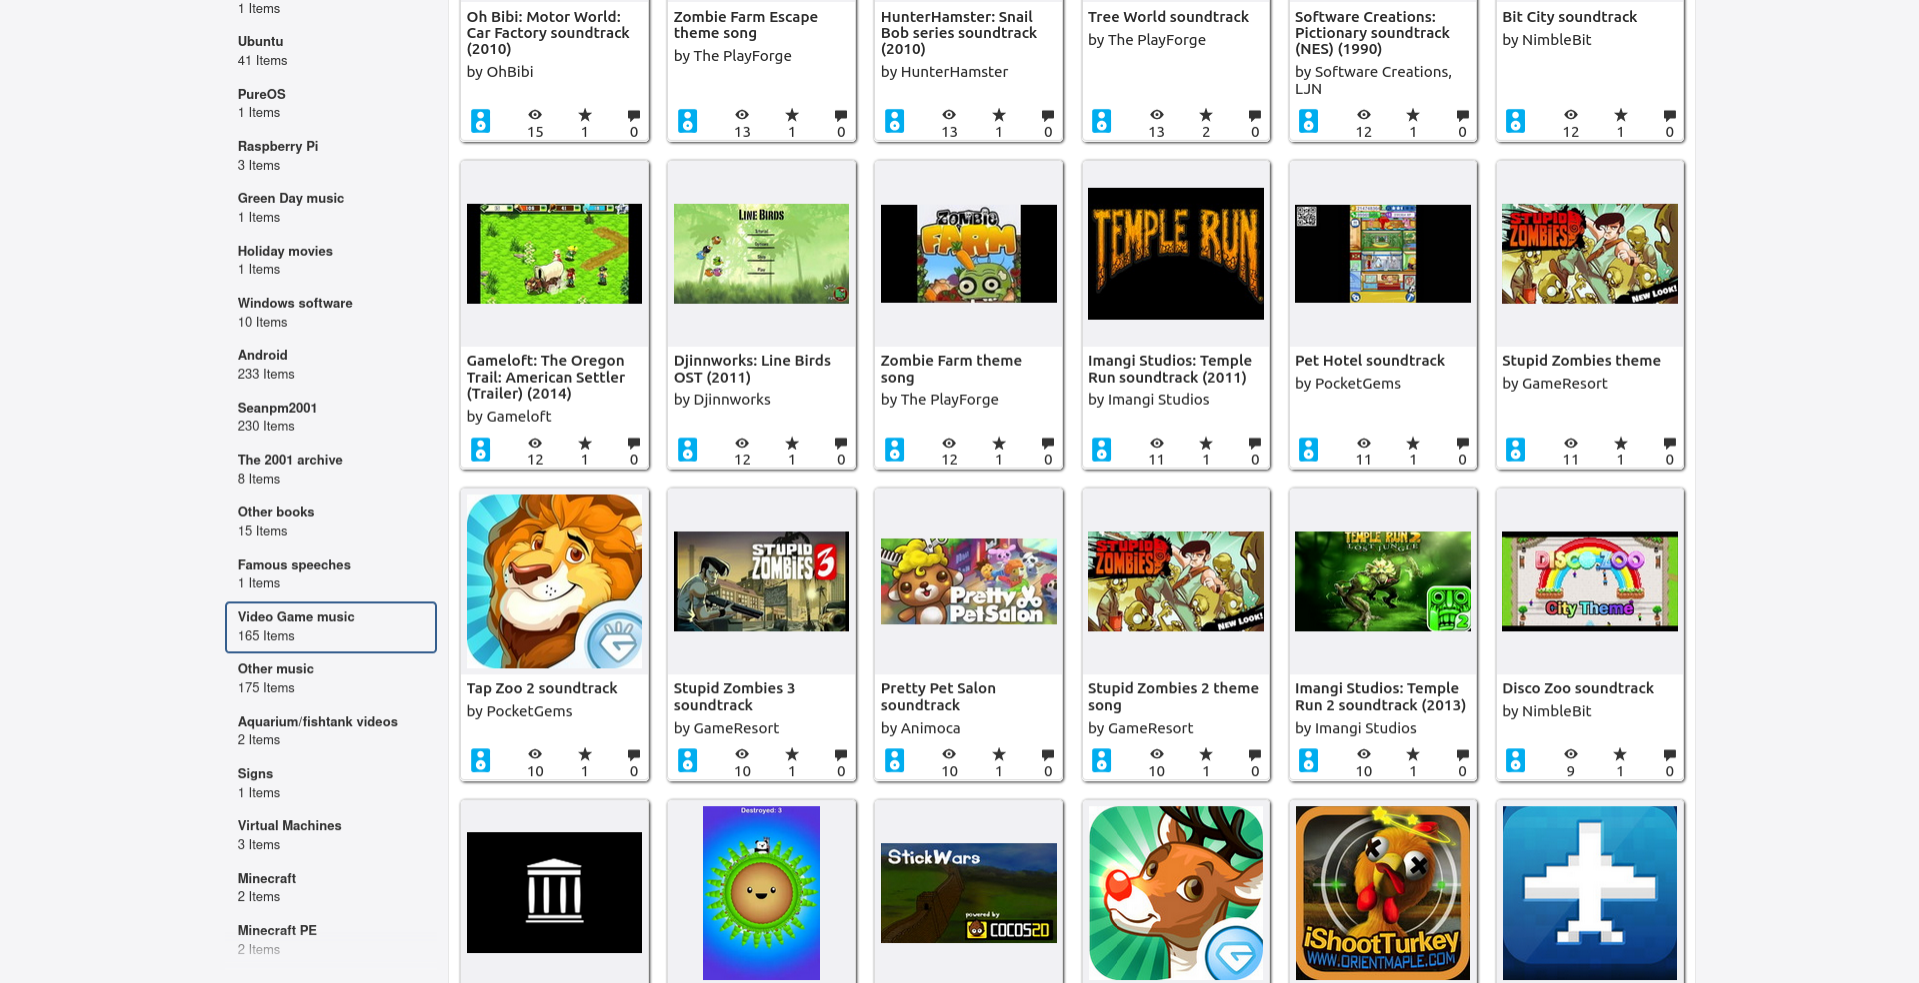 1 Items
Ubuntu
41 Items
PureOS
1 Items
Raspberry Pi
3 Items
Green Day music
1 Items
Holiday movies
1 Items
Windows software
10 Items
Android
233 Items
Seanpm2001
230 Items
The 2001 archive
8 Items
Other books
15 Items
Famous speeches
1 Items
Video Game music
165 Items
Other music
175 Items
Aquarium/fishtank videos
2 Items
Signs
1 Items
Virtual Machines
3 Items
Minecraft
2 Items
Minecraft PE
2 Items
Oh Bibi: Motor World:
Car Factory soundtrack
(2010)
by OhBibi
15 1 0
Zombie Farm Escape
theme song
by The PlayForge
13 1 0
HunterHamster: Snail
Bob series soundtrack
(2010)
by HunterHamster
13 1 0
Tree World soundtrack
by The PlayForge
13 2 0
Software Creations:
Pictionary soundtrack
(NES) (1990)
by Software Creations,
LJN
12 1 0
Bit City soundtrack
by NimbleBit
12 1 0
Gameloft: The Oregon
Trail: American Settler
(Trailer) (2014)
by Gameloft
12 1 0
LINE BIRDS
Djinnworks: Line Birds
OST (2011)
by Djinnworks
12 1 0
ZOMBIE
FARM
Zombie Farm theme
song
by The PlayForge
12 1 0
TEMPLE RUN
Imangi Studios: Temple
Run soundtrack (2011)
by Imangi Studios
11 1 0
Pet Hotel soundtrack
by PocketGems
11 1 0
STUPID
ZOMBIES
NEW LOOK!
Stupid Zombies theme
by GameResort
11 1 0
Tap Zoo 2 soundtrack
by PocketGems
10 1 0
STUPID
ZOMBIES 3
Stupid Zombies 3
soundtrack
by GameResort
10 1 0
Pretty
Pet Salon
Pretty Pet Salon
soundtrack
by Animoca
10 1 0
STUPID
ZOMBIES
NEW LOOK!
Stupid Zombies 2 theme
song
by GameResort
10 1 0
TEMPLE RUN 2
LOST JUNGLE
2
Imangi Studios: Temple
Run 2 soundtrack (2013)
by Imangi Studios
10 1 0
DISCO ZOO
City Theme
Disco Zoo soundtrack
by NimbleBit
9 1 0
Destroyed: 3
StickWars
powered by
COCOS2D
iShootTurkey
WWW.ORIENTMAPLE.COM